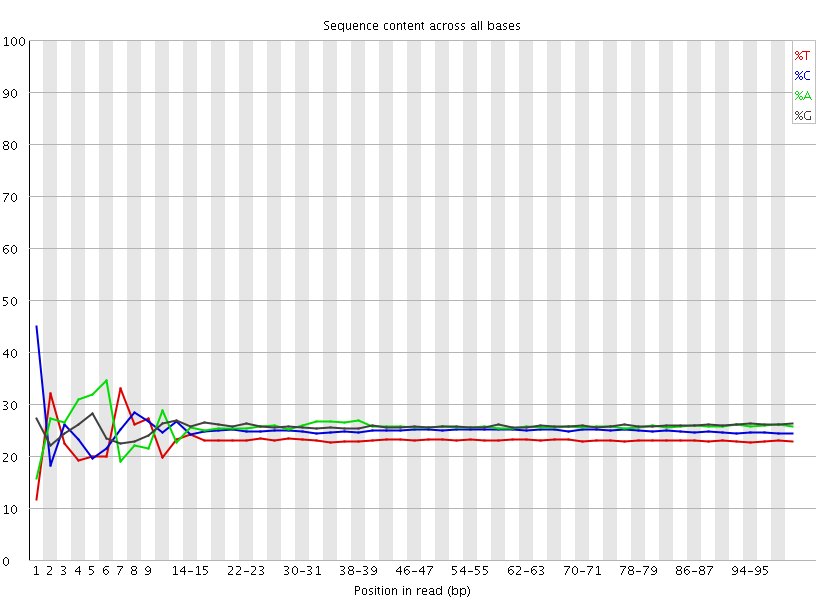 Sequence content across all bases
100
90
80
70
60
50
40
30
20
10
0
%T
%C
%A
%G
1 2 3 4 5 6 7 8 9 14-15 22-23 30-31 38-39 46-47 54-55 62-63 70-71 78-79 86-87 94-95
Position in read (bp)